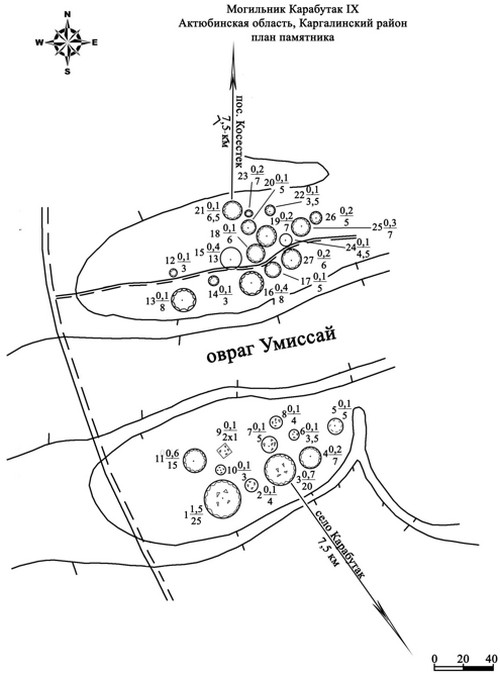 Могильник Карабутак IX
Актюбинская область, Каргалинский район
план памятника
N
W E
S
пос. Косестек
7,5 км
23 0,2/7
20 0,1/5
22 0,1/3,5
21 0,1/6,5
19 0,2/7
26 0,2/5
25 0,3/7
18 0,1/6
15 0,4/13
24 0,1/4,5
12 0,1/3
27 0,2/6
17 0,1/5
13 0,1/8
14 0,1/3
16 0,4/8
овраг Умиссай
8 0,1/4
5 0,1/5
9 0,1/2х1
7 0,1/5
6 0,1/3,5
11 0,6/15
10 0,1/3
4 0,2/7
3 0,7/20
2 0,1/4
1 1,5/25
село Карабутак
7,5 км
0 20 40